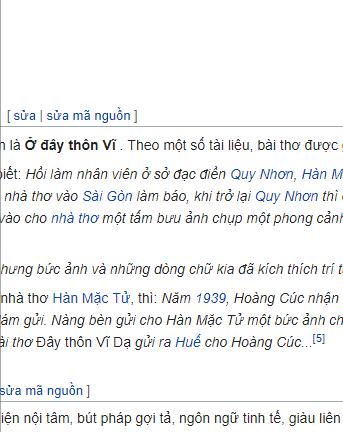 [ sửa | sửa mã nguồn ]
là Ở đây thôn Vĩ . Theo một số tài liệu, bài thơ được
biết: Hồi làm nhân viên ở sở đạc điền Quy Nhơn, Hàn M
nhà thơ vào Sài Gòn làm báo, khi trở lại Quy Nhơn thì
vào cho nhà thơ một tấm bưu ảnh chụp một phong cảnh
hưng bức ảnh và những dòng chữ kia đã kích thích trí t
nhà thơ Hàn Mặc Tử, thì: Năm 1939, Hoàng Cúc nhận
ám gửi. Nàng bèn gửi cho Hàn Mặc Tử một bức ảnh ch
ài thơ Đây thôn Vĩ Dạ gửi ra Huế cho Hoàng Cúc...[5]
sửa mã nguồn ]
iện nội tâm, bút pháp gợi tả, ngôn ngữ tinh tế, giàu liên